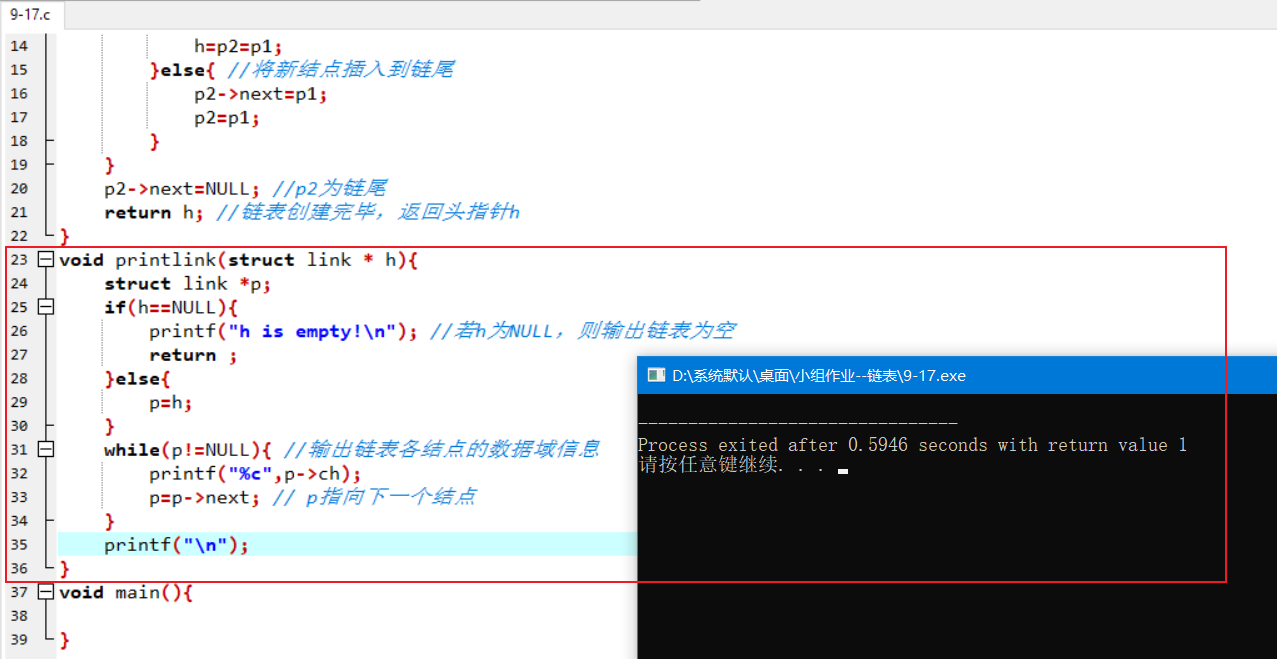 9-17.c
14 h=p2=p1;
15 }else{ //将新结点插入到链尾
16 p2->next=p1;
17 p2=p1;
18 }
19 }
20 p2->next=NULL; //p2为链尾
21 return h; //链表创建完毕，返回头指针h
22 }
23 void printlink(struct link * h){
24 struct link *p;
25 if(h==NULL){
26 printf("h is empty!\n"); //若h为NULL，则输出链表为空
27 return ;
28 }else{
29 p=h;
30 }
31 while(p!=NULL){ //输出链表各结点的数据域信息
32 printf("%c",p->ch);
33 p=p->next; // p指向下一个结点
34 }
35 printf("\n");
36 }
37 void main(){
38
39 }
D:\系统默认\桌面\小组作业--链表\9-17.exe
--------------------------------
Process exited after 0.5946 seconds with return value 1
请按任意键继续. . .